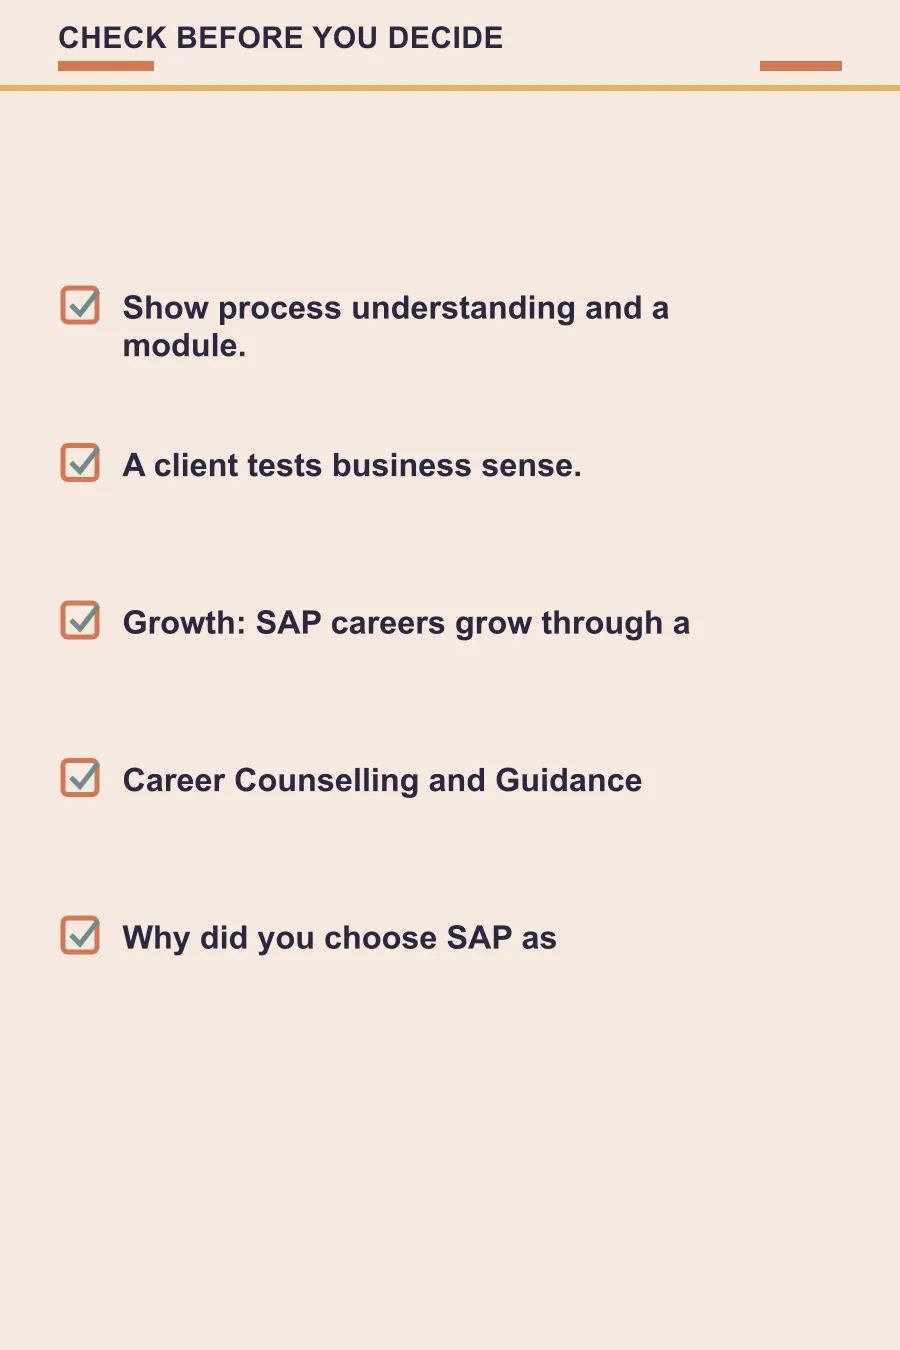 CHECK BEFORE YOU DECIDE
Show process understanding and a
module.
A client tests business sense.
Growth: SAP careers grow through a
Career Counselling and Guidance
Why did you choose SAP as